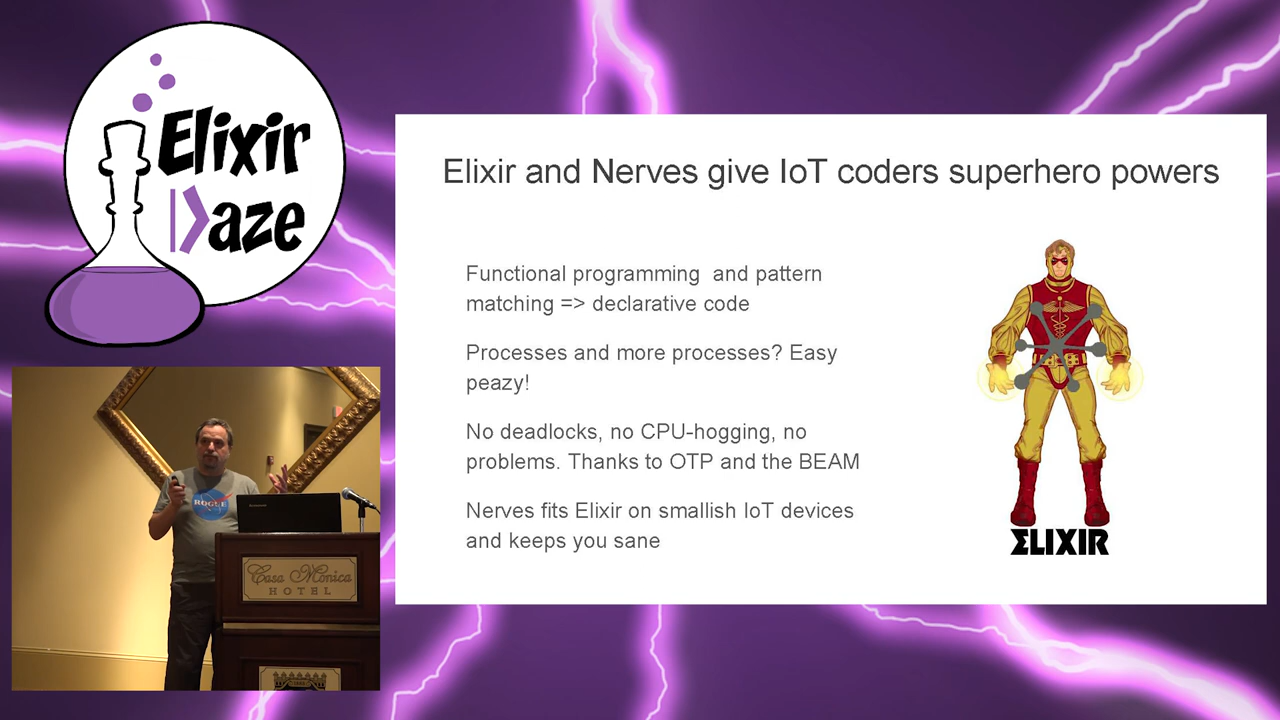 Elixir
|>aze
Elixir and Nerves give IoT coders superhero powers
Functional programming and pattern
matching => declarative code
Processes and more processes? Easy
peazy!
No deadlocks, no CPU-hogging, no
problems. Thanks to OTP and the BEAM
Nerves fits Elixir on smallish IoT devices
and keeps you sane
ΣLIXIR
ROGUE
Casa Monica
HOTEL